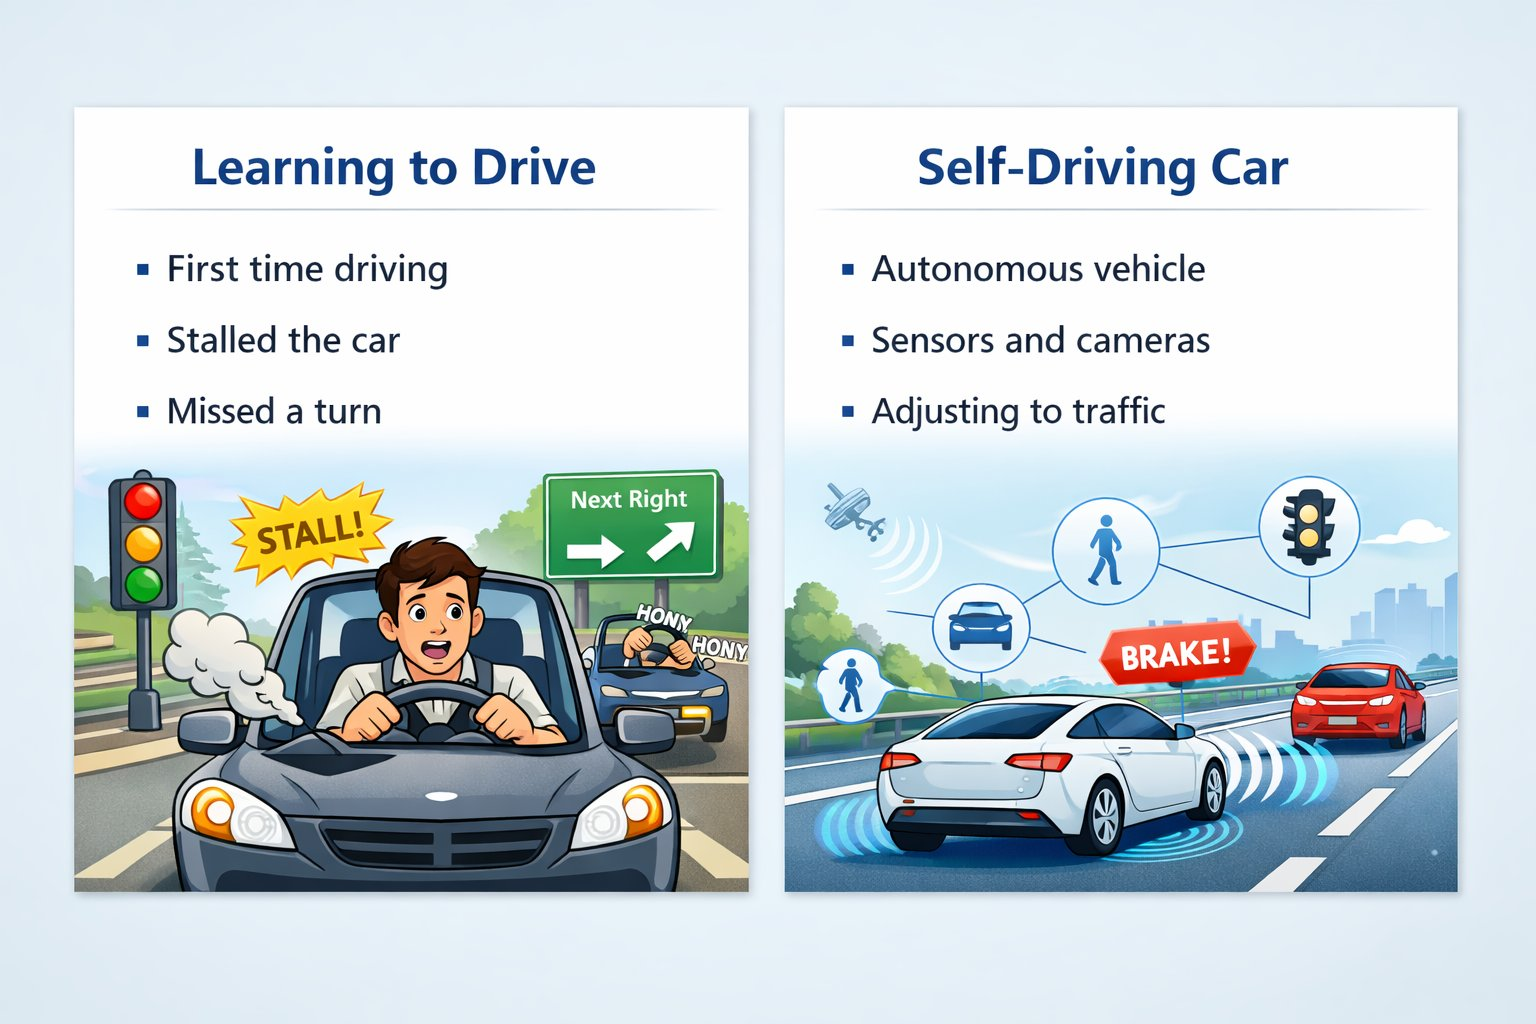 Learning to Drive
First time driving
Stalled the car
Missed a turn
STALL!
Next Right
HONY
HONY
Self-Driving Car
Autonomous vehicle
Sensors and cameras
Adjusting to traffic
BRAKE!